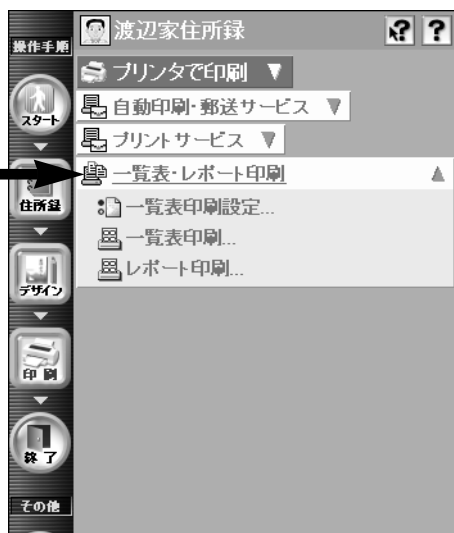 操作手順
渡辺家住所録
?
?
プリンタで印刷 ▼
自動印刷・郵送サービス ▼
プリントサービス ▼
一覧表・レポート印刷 ▲
一覧表印刷設定...
一覧表印刷...
レポート印刷...
スタート
住所録
デザイン
印刷
終了
その他